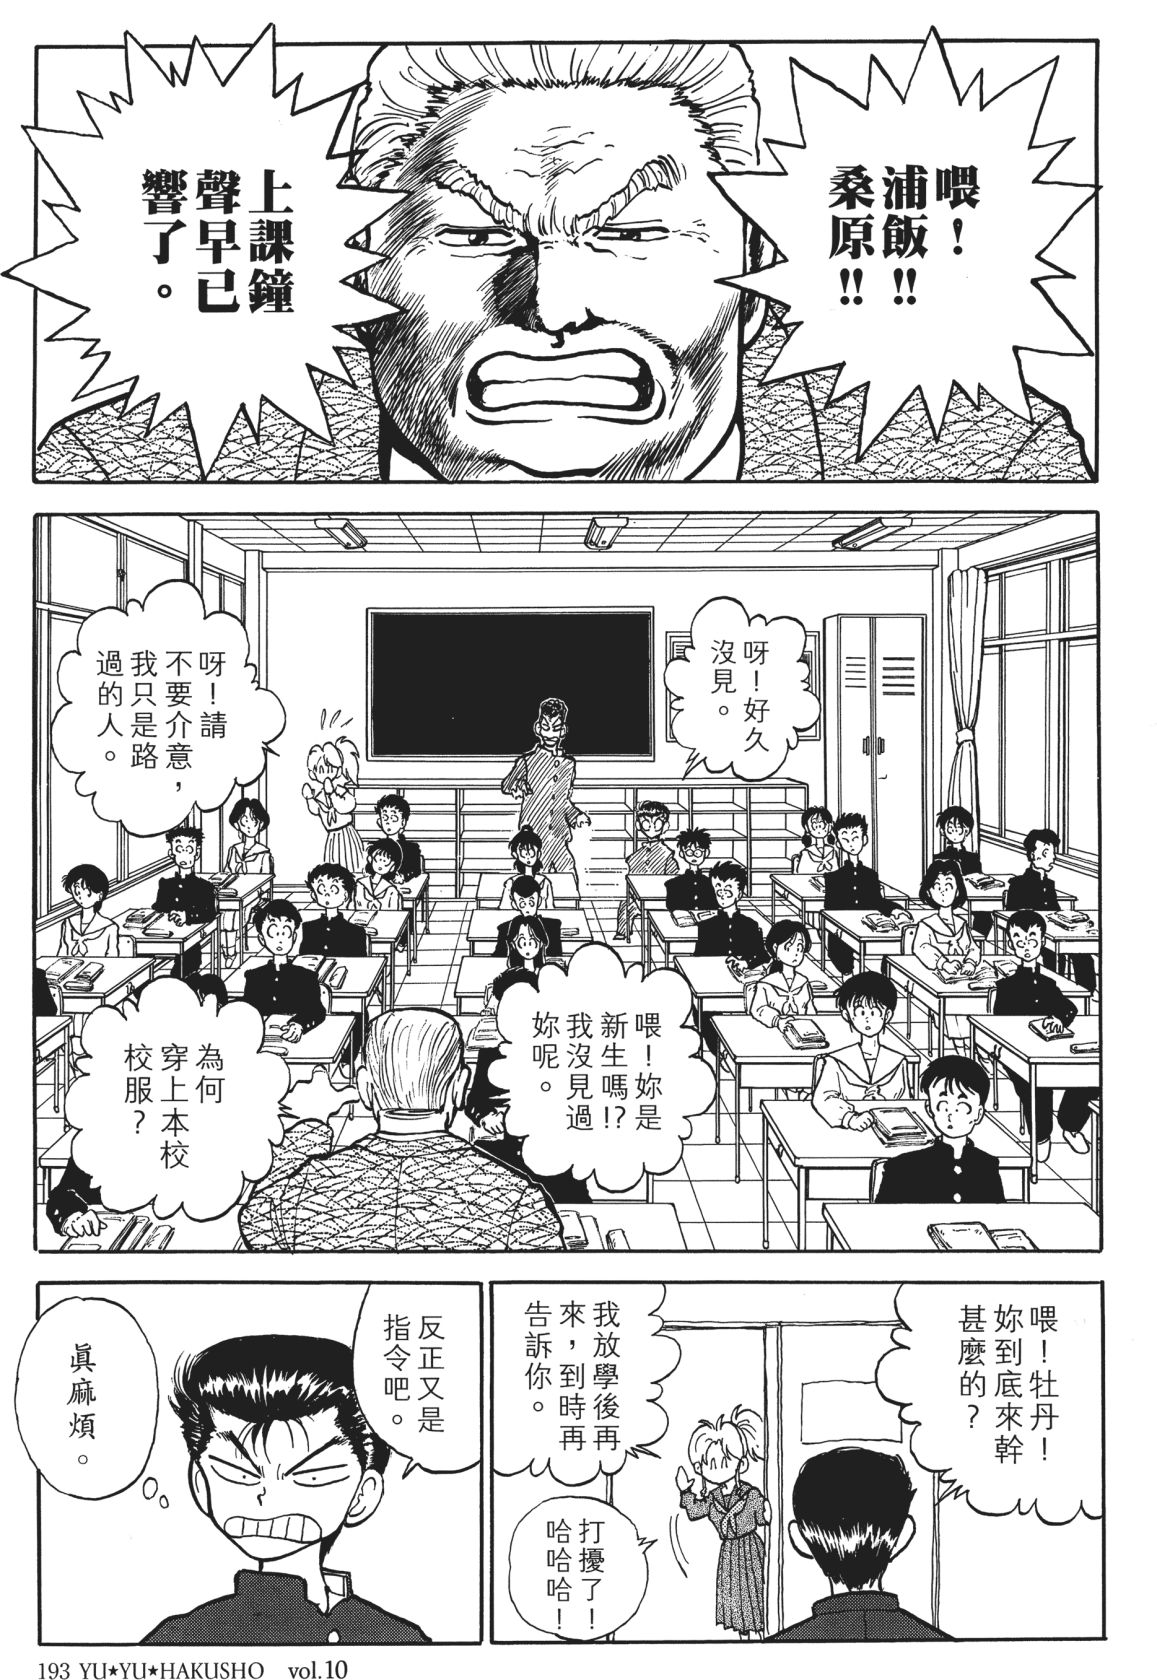 喂！
浦飯!!
桑原!!
上課鐘
聲早已
響了。
呀！好久
沒見。
呀！請
不要介意，
我只是路
過的人。
喂！妳是
新生嗎!?
我沒見過
妳呢。
為何
穿上本校
校服？
喂！牡丹！
妳到底來幹
甚麼的？
我放學後再
來，到時再
告訴你。
打擾了！
哈哈哈！
反正又是
指令吧。
眞麻煩。
193 YU★YU★HAKUSHO vol.10